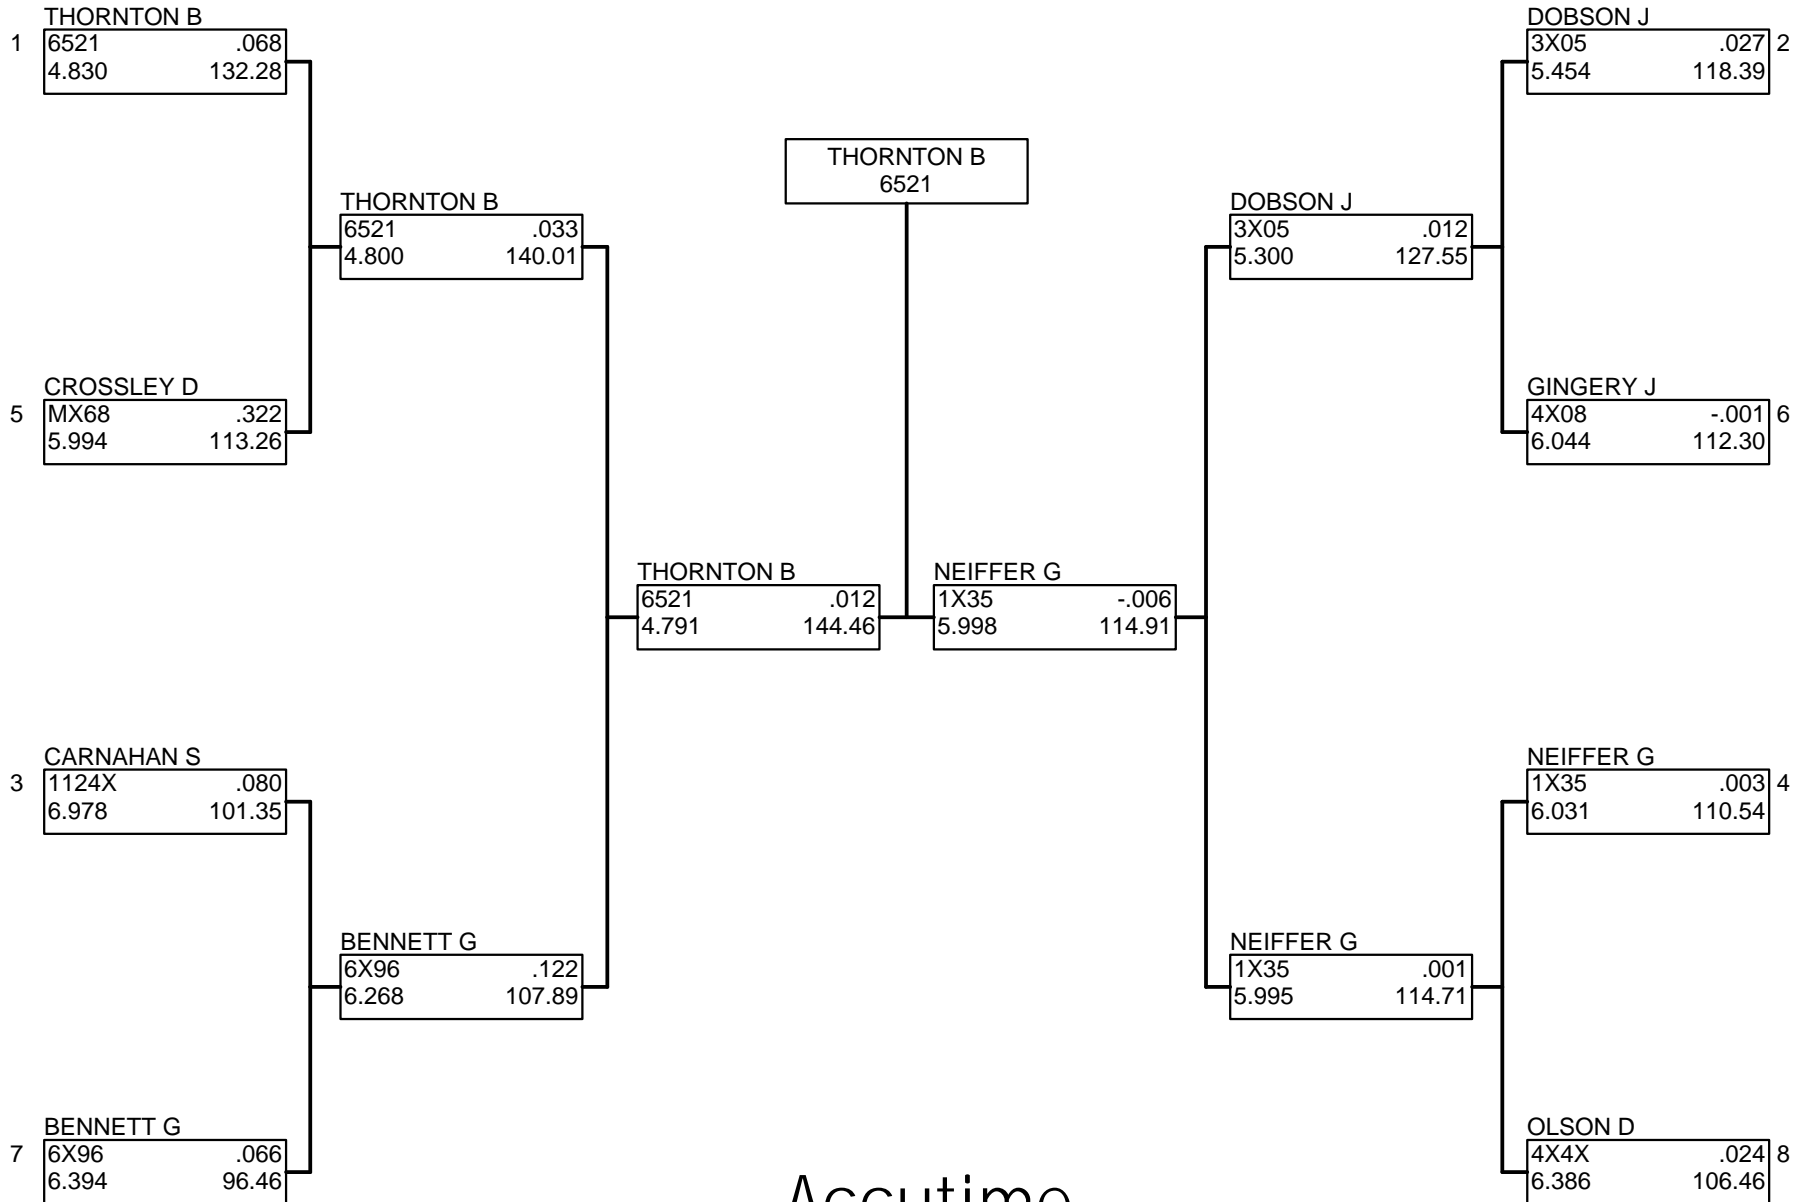 THORNTON B
1 6521 .068
4.830 132.28
CROSSLEY D
5 MX68 .322
5.994 113.26
CARNAHAN S
3 1124X .080
6.978 101.35
BENNETT G
7 6X96 .066
6.394 96.46
THORNTON B
6521 .033
4.800 140.01
BENNETT G
6X96 .122
6.268 107.89
THORNTON B
6521 .012
4.791 144.46
THORNTON B
6521
NEIFFER G
1X35 -.006
5.998 114.91
DOBSON J
3X05 .012
5.300 127.55
NEIFFER G
1X35 .001
5.995 114.71
DOBSON J
3X05 .027 2
5.454 118.39
GINGERY J
4X08 -.001 6
6.044 112.30
NEIFFER G
1X35 .003 4
6.031 110.54
OLSON D
4X4X .024 8
6.386 106.46
Accutime